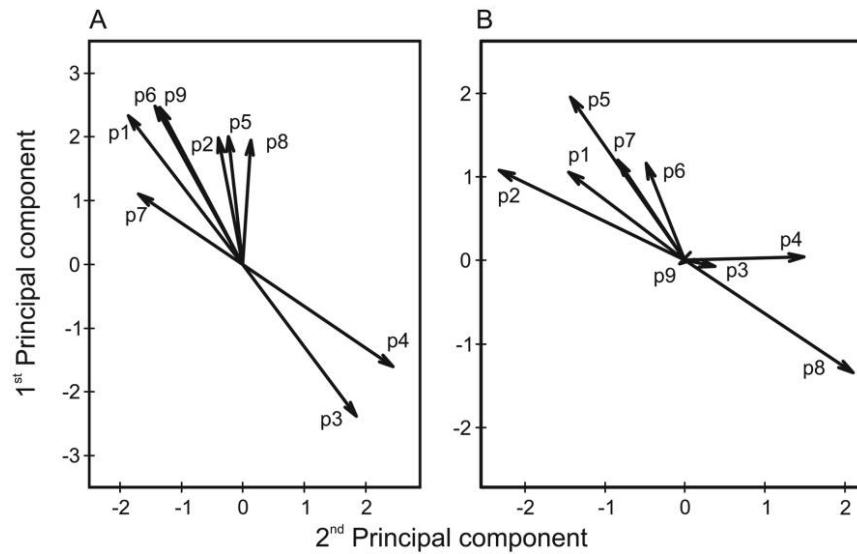 A
B
3
2
1
0
-1
-2
-3
p6 p9
p1
p2
p5
p8
p7
p4
p3
-2
-1
0
1
2
2
1
0
-1
-2
p5
p7
p1
p6
p2
p4
p9
p3
p8
-2
-1
0
1
2
1st Principal component
2nd Principal component